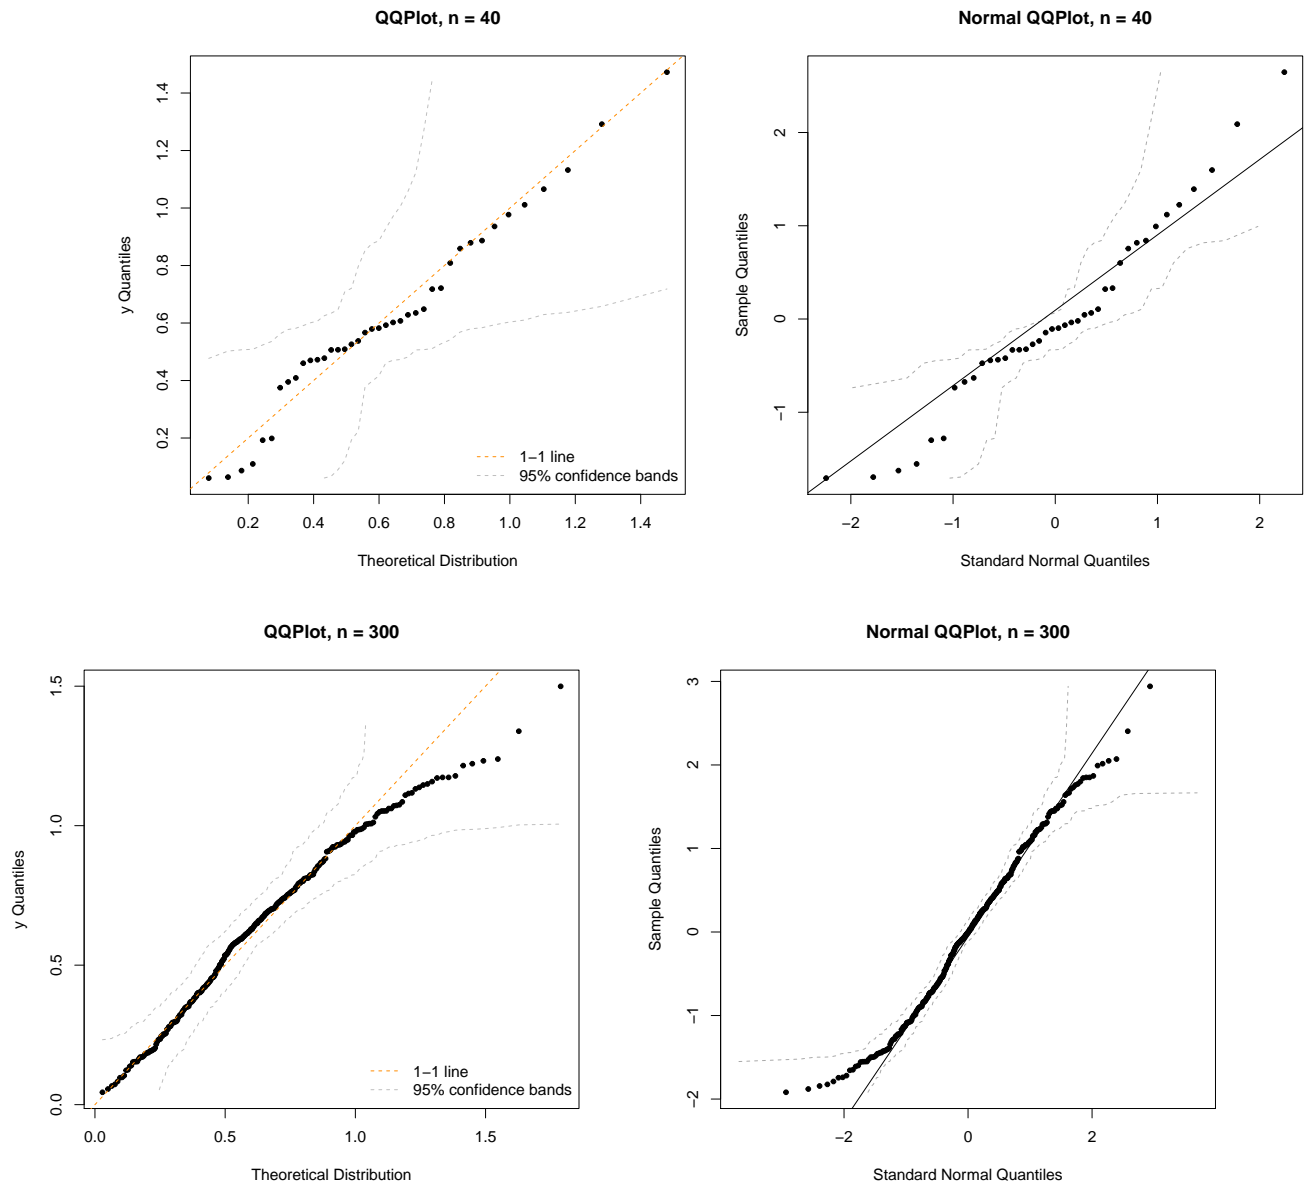 QQPlot, n = 40
y Quantiles
1.4
1.2
1.0
0.8
0.6
0.4
0.2
1−1 line
95% confidence bands
0.2 0.4 0.6 0.8 1.0 1.2 1.4
Theoretical Distribution
Normal QQPlot, n = 40
Sample Quantiles
2
1
0
−1
−2 −1 0 1 2
Standard Normal Quantiles
QQPlot, n = 300
y Quantiles
1.5
1.0
0.5
0.0
1−1 line
95% confidence bands
0.0 0.5 1.0 1.5
Theoretical Distribution
Normal QQPlot, n = 300
Sample Quantiles
3
2
1
0
−1
−2
−2 0 2
Standard Normal Quantiles